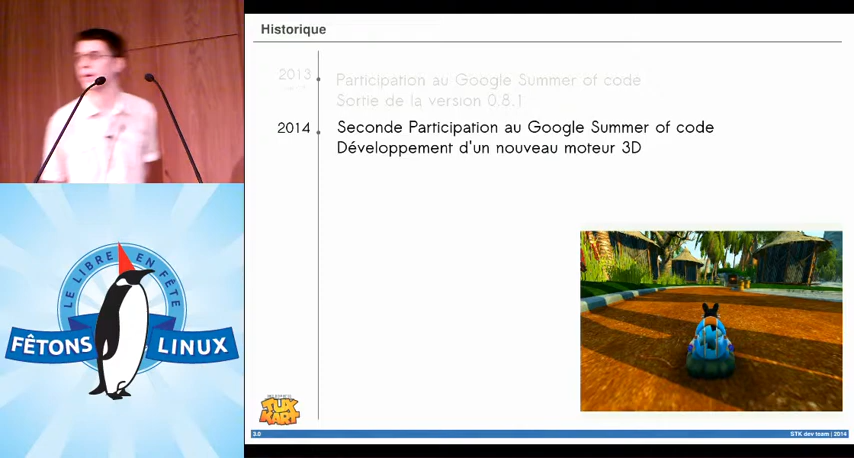 Historique
2013
Participation au Google Summer of code
Sortie de la version 0.8.1
2014
Seconde Participation au Google Summer of code
Développement d'un nouveau moteur 3D
LE LIBRE EN FÊTE
FÊTONS LINUX
TUX
KART
3.0
STK dev team | 2014